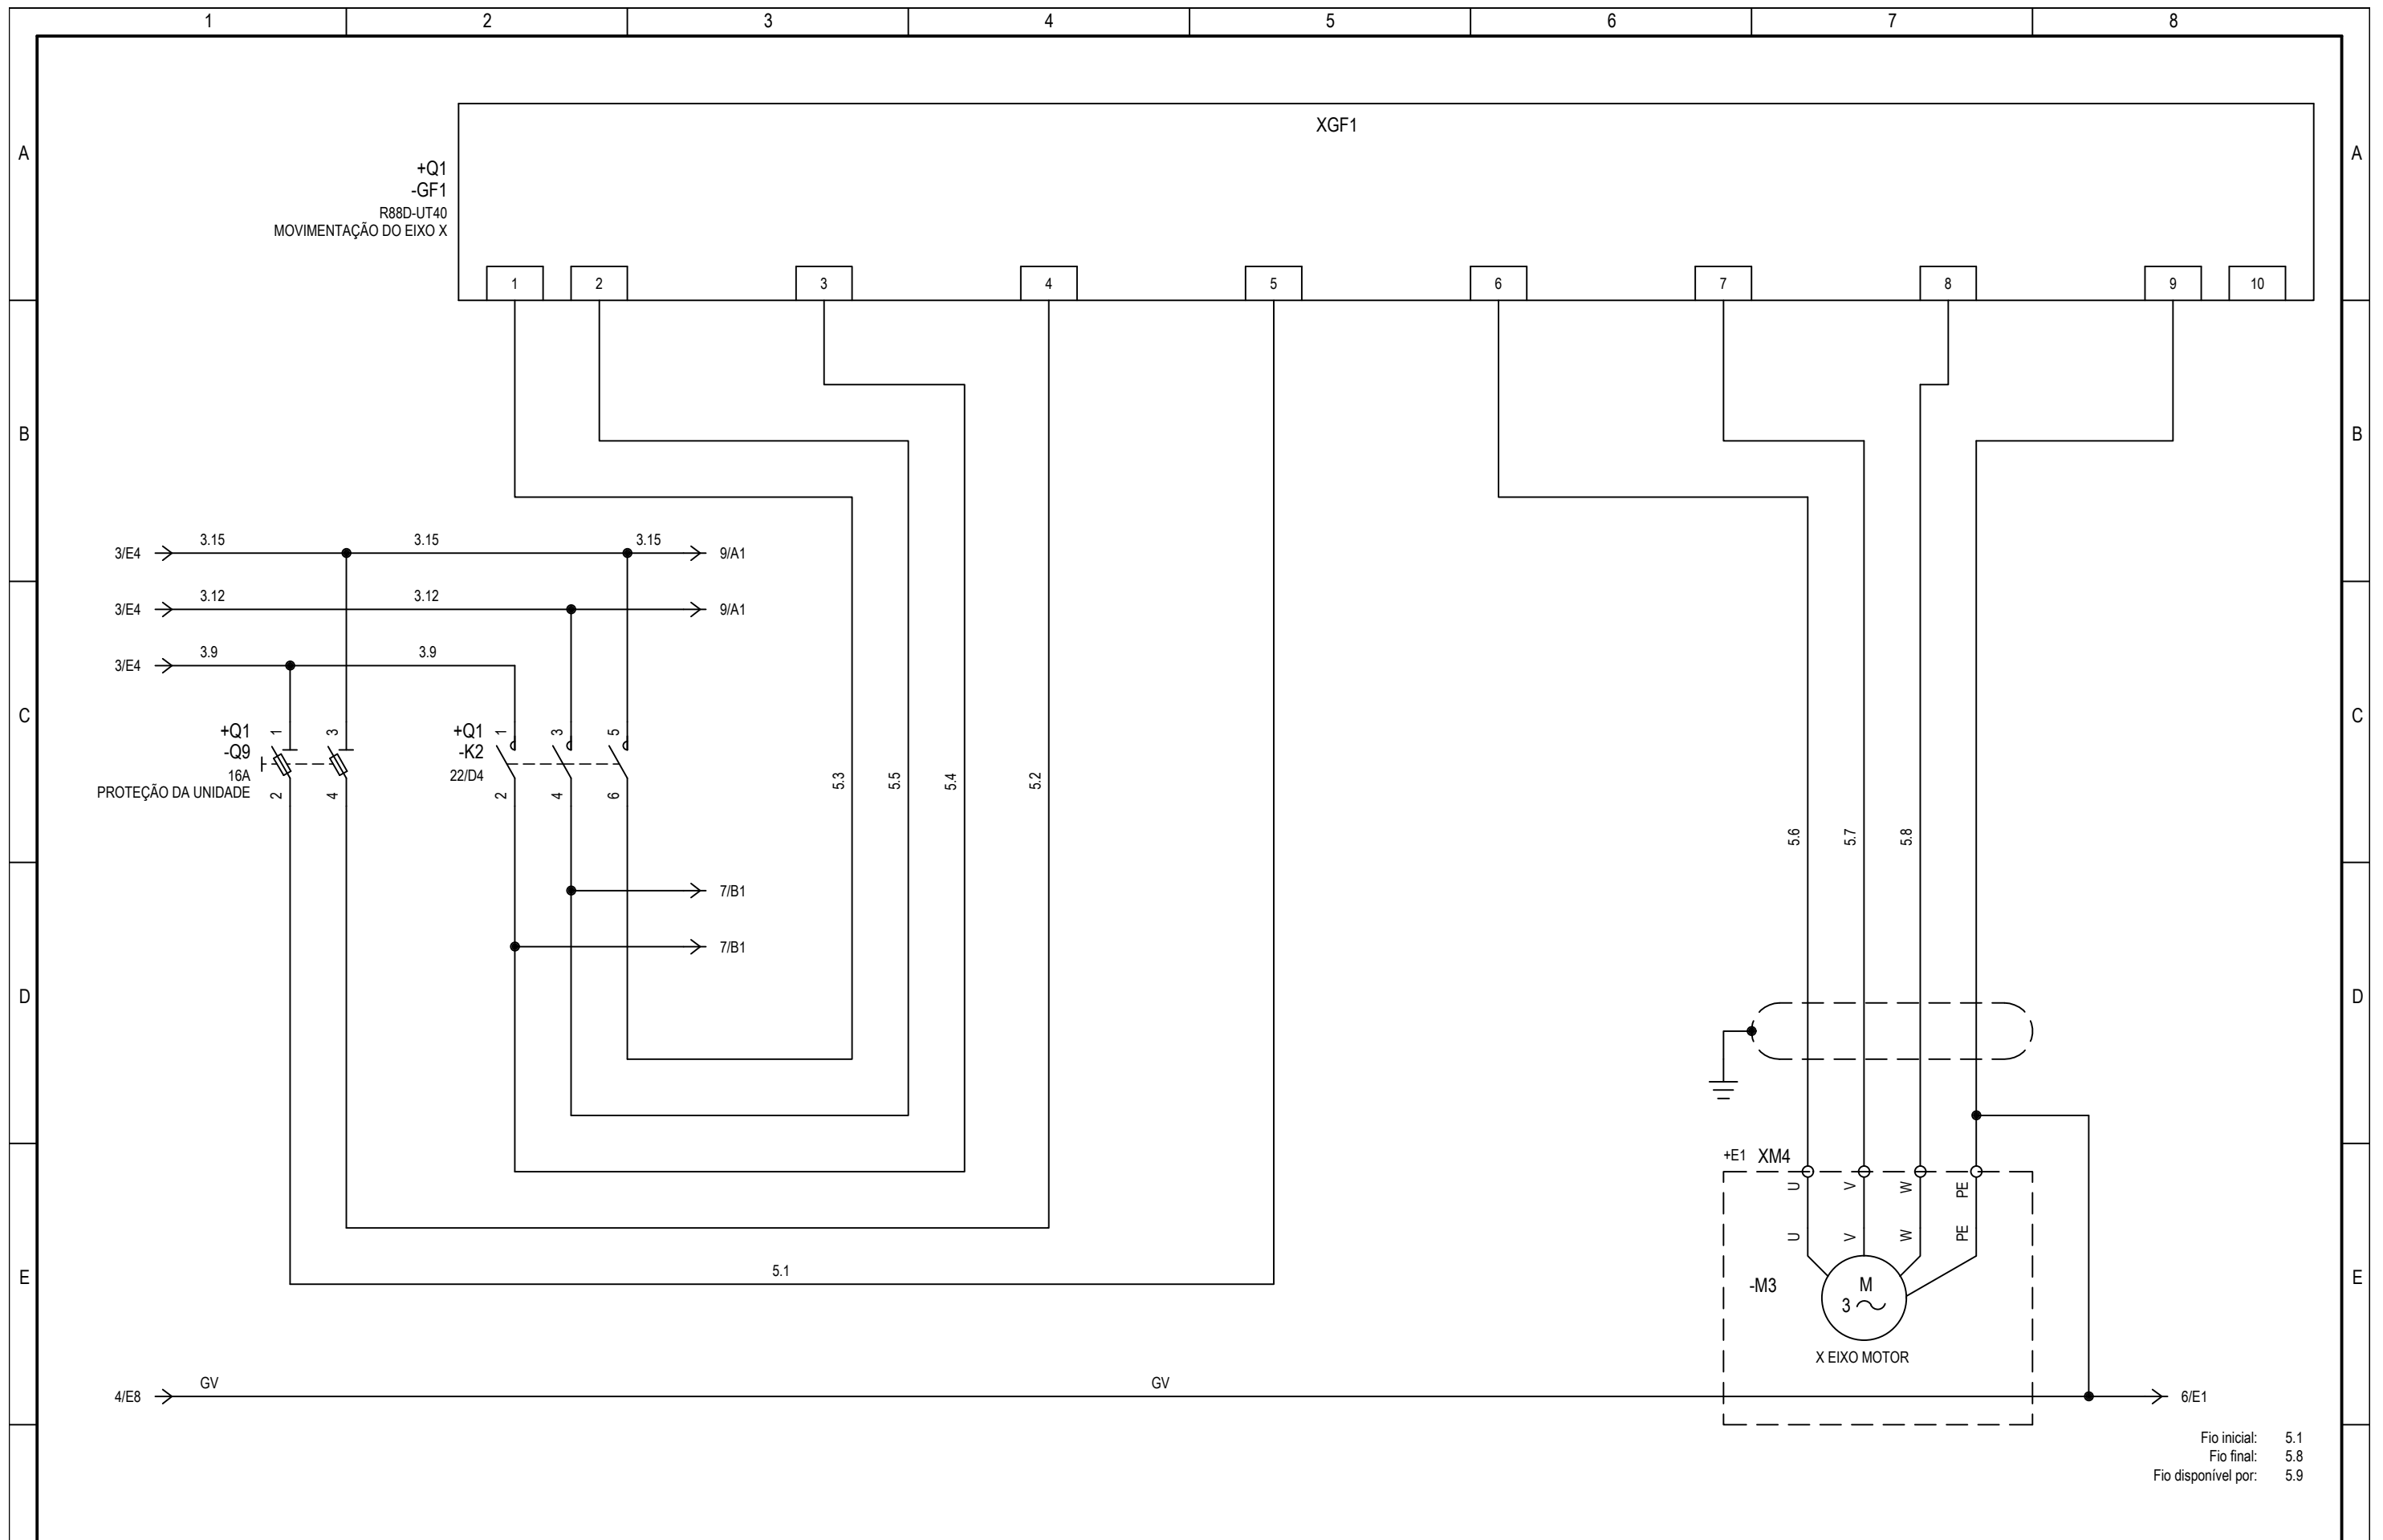 1 2 3 4 5 6 7 8
XGF1
A A
+Q1
-GF1
R88D-UT40
MOVIMENTAÇÃO DO EIXO X
1 2 3 4 5 6 7 8 9 10
B B
3/E4 3.15 3.15 3.15 9/A1
3/E4 3.12 3.12 9/A1
3/E4 3.9 3.9
C C
+Q1 1 3
-Q9
16A
PROTEÇÃO DA UNIDADE 2 4
+Q1 1 3 5
-K2
22/D4
2 4 6
5.3 5.5 5.4 5.2
5.6 5.7 5.8
7/B1
7/B1
D D
+E1 XM4
U V W PE
U V W PE
E E
5.1
-M3
M
3
X EIXO MOTOR
4/E8 GV GV 6/E1
Fio inicial: 5.1
Fio final: 5.8
Fio disponível por: 5.9